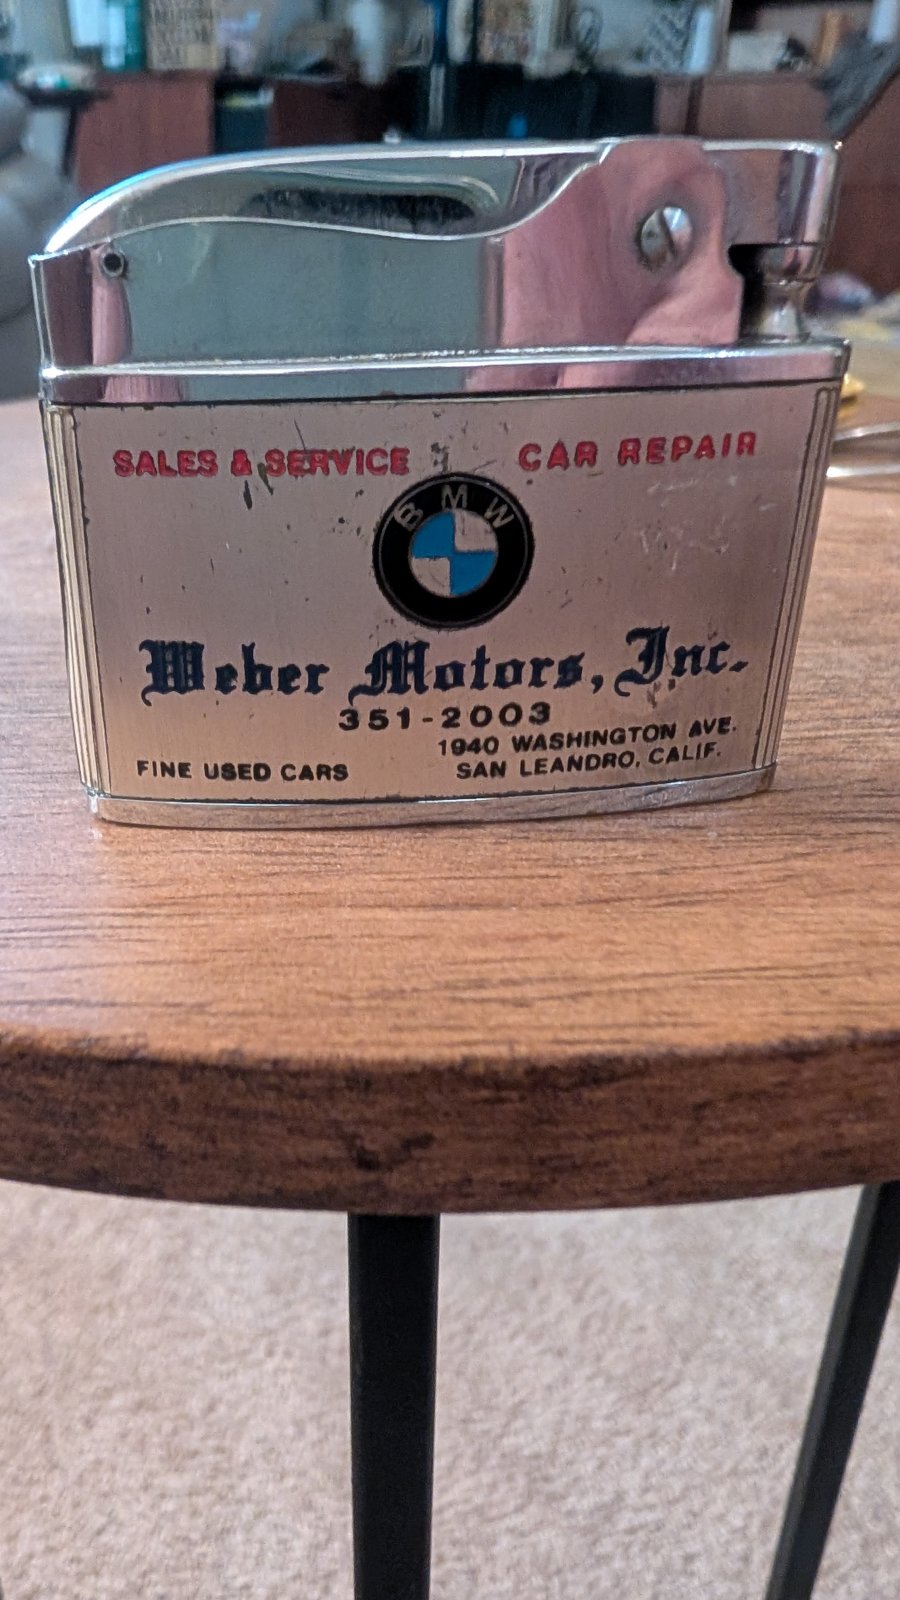 SALES & SERVICE CAR REPAIR
BMW
Weber Motors, Inc.
351-2003
1940 WASHINGTON AVE.
FINE USED CARS SAN LEANDRO, CALIF.